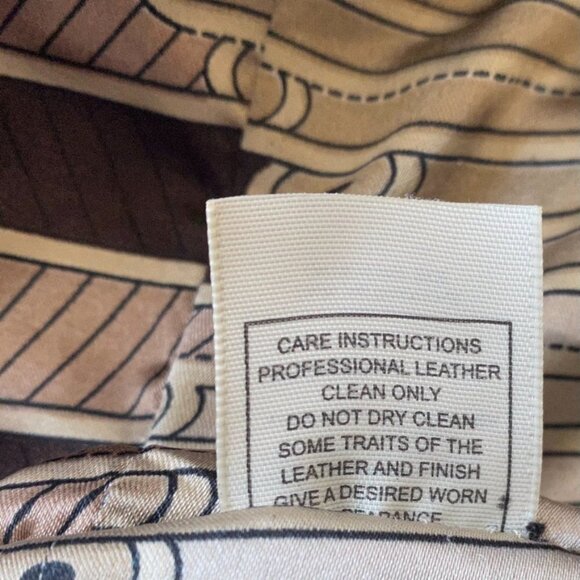 CARE INSTRUCTIONS
PROFESSIONAL LEATHER
CLEAN ONLY
DO NOT DRY CLEAN
SOME TRAITS OF THE
LEATHER AND FINISH
GIVE A DESIRED WORN